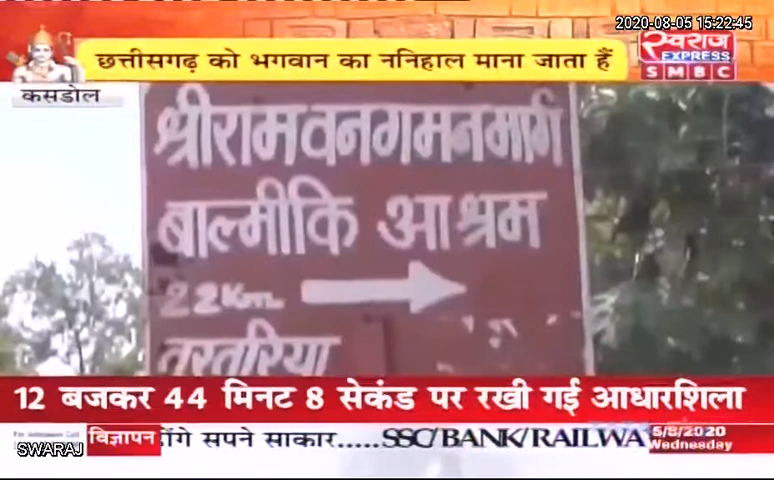 2020-08-05 15:22:45
स्वराज
EXPRESS
SMBC
छत्तीसगढ़ को भगवान का ननिहाल माना जाता हैं
कसडोल
श्रीरामवनगमनमार्ग
बाल्मीकि आश्रम
22Km
तुरतुरिया
12 बजकर 44 मिनट 8 सेकंड पर रखी गई आधारशिला
विज्ञापन
सपने साकार.....SSC/BANK/RAILWA
5/8/2020
Wednesday
SWARAJ